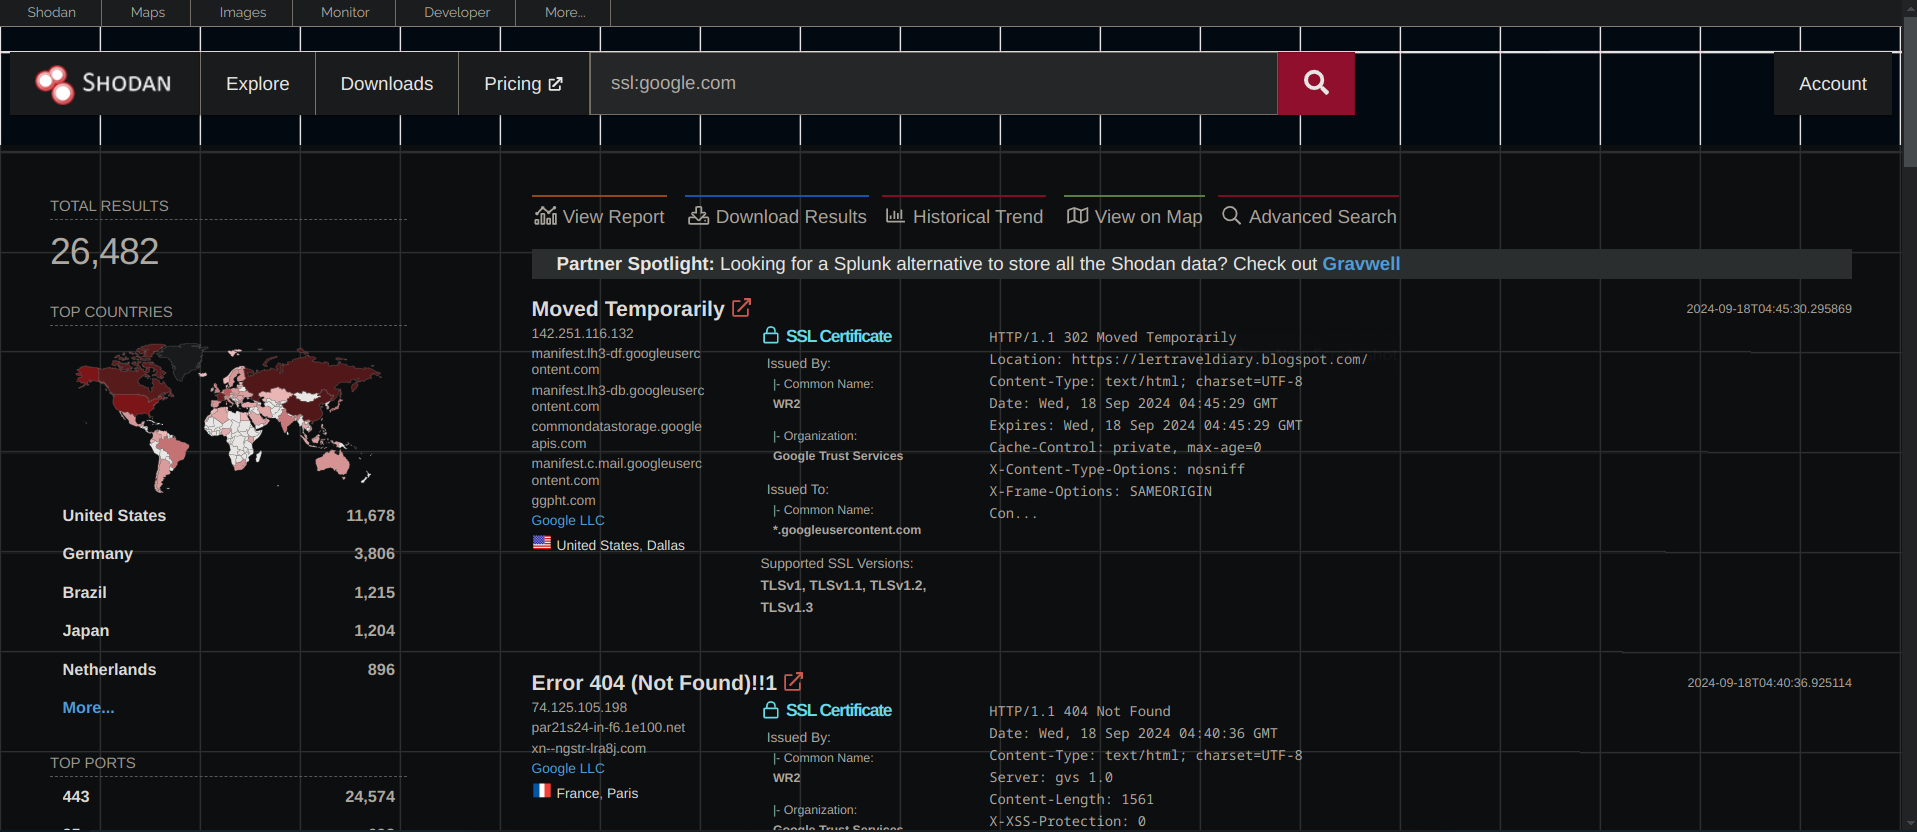 Shodan
Maps
Images
Monitor
Developer
More...
SHODAN
Explore
Downloads
Pricing
ssl:google.com
Account
TOTAL RESULTS
26,482
TOP COUNTRIES
United States 11,678
Germany 3,806
Brazil 1,215
Japan 1,204
Netherlands 896
More...
TOP PORTS
443 24,574
View Report
Download Results
Historical Trend
View on Map
Advanced Search
Partner Spotlight: Looking for a Splunk alternative to store all the Shodan data? Check out Gravwell
Moved Temporarily
2024-09-18T04:45:30.295869
142.251.116.132
manifest.lh3-df.googleuserc
ontent.com
manifest.lh3-db.googleuserc
ontent.com
commondatastorage.google
apis.com
manifest.c.mail.googleuserc
ontent.com
ggpht.com
Google LLC
United States, Dallas
SSL Certificate
Issued By:
|- Common Name:
WR2
|- Organization:
Google Trust Services
Issued To:
|- Common Name:
*.googleusercontent.com
Supported SSL Versions:
TLSv1, TLSv1.1, TLSv1.2,
TLSv1.3
HTTP/1.1 302 Moved Temporarily
Location: https://lertraveldiary.blogspot.com/
Content-Type: text/html; charset=UTF-8
Date: Wed, 18 Sep 2024 04:45:29 GMT
Expires: Wed, 18 Sep 2024 04:45:29 GMT
Cache-Control: private, max-age=0
X-Content-Type-Options: nosniff
X-Frame-Options: SAMEORIGIN
Con...
Error 404 (Not Found)!!1
2024-09-18T04:40:36.925114
74.125.105.198
par21s24-in-f6.1e100.net
xn--ngstr-lra8j.com
Google LLC
France, Paris
SSL Certificate
Issued By:
|- Common Name:
WR2
|- Organization:
Google Trust Services
HTTP/1.1 404 Not Found
Date: Wed, 18 Sep 2024 04:40:36 GMT
Content-Type: text/html; charset=UTF-8
Server: gvs 1.0
Content-Length: 1561
X-XSS-Protection: 0